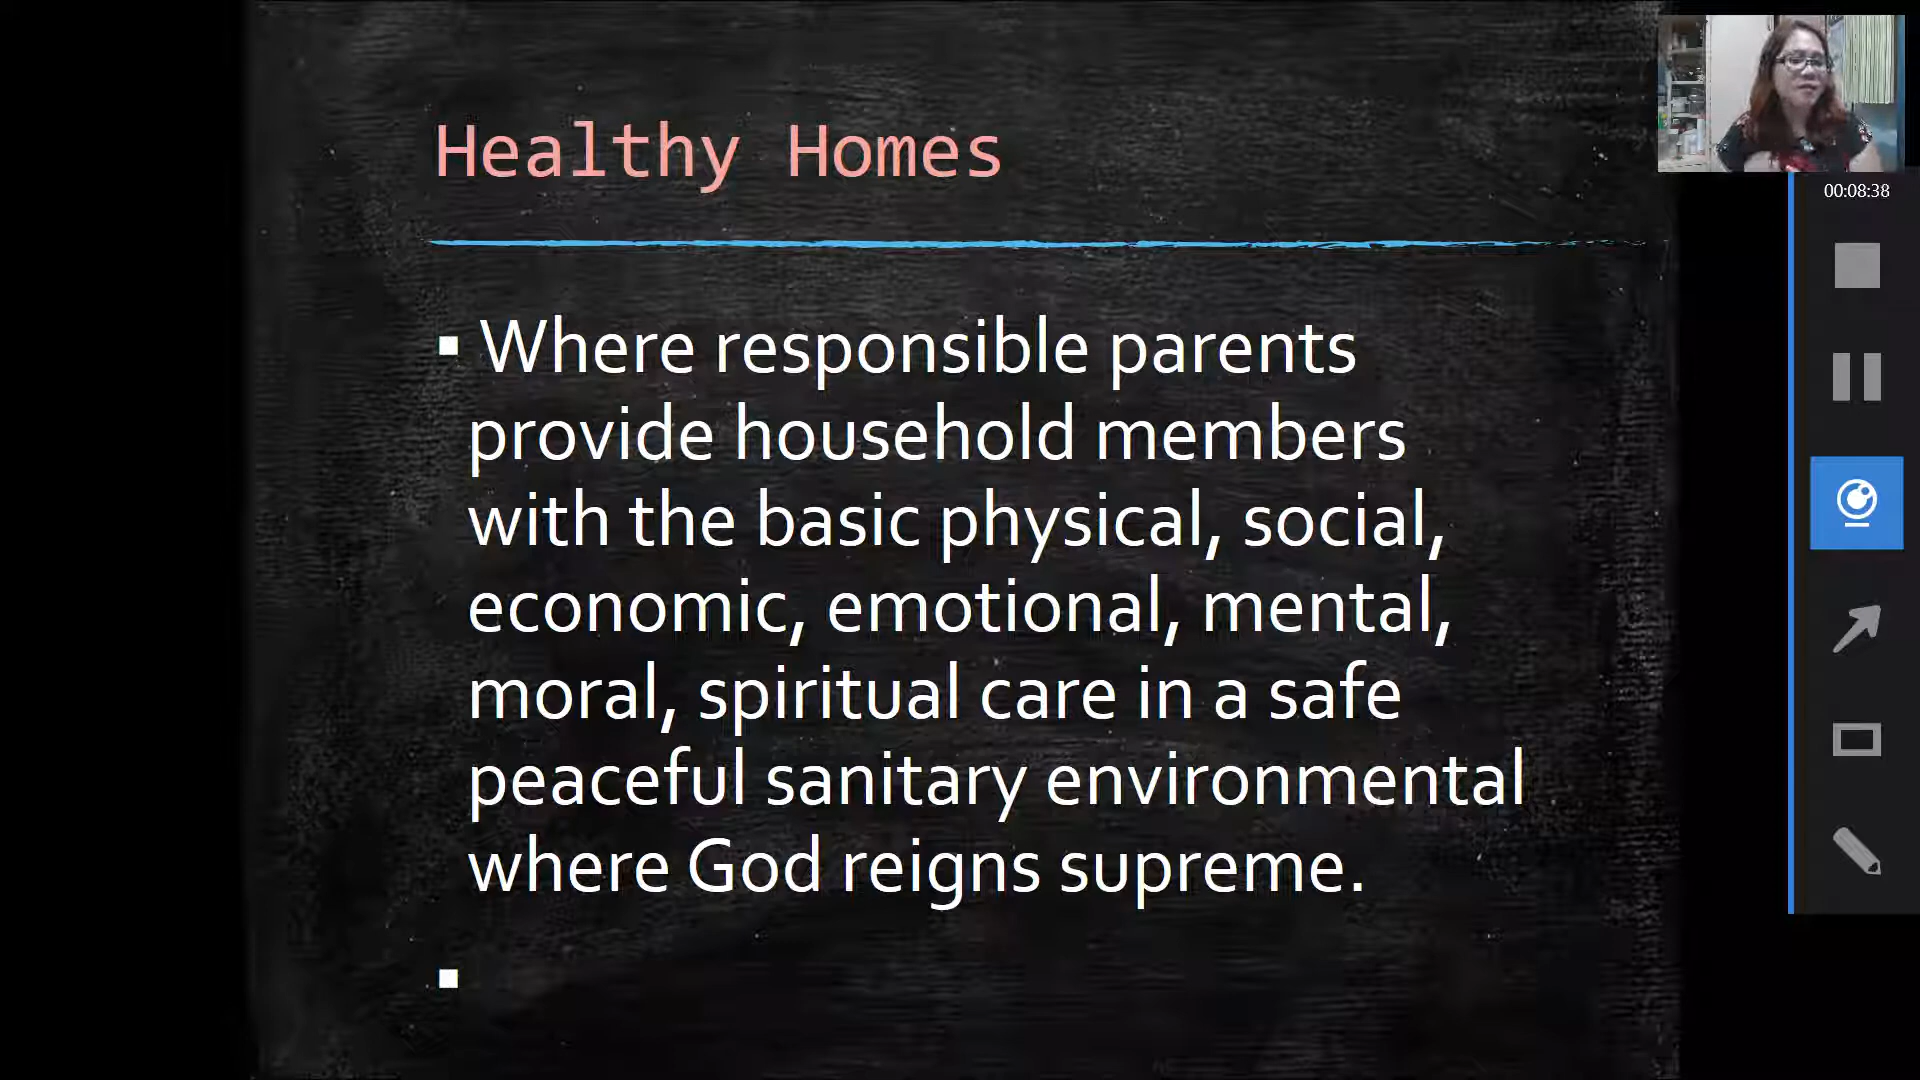 Healthy Homes
00:08:38
▪ Where responsible parents
provide household members
with the basic physical, social,
economic, emotional, mental,
moral, spiritual care in a safe
peaceful sanitary environmental
where God reigns supreme.
▪